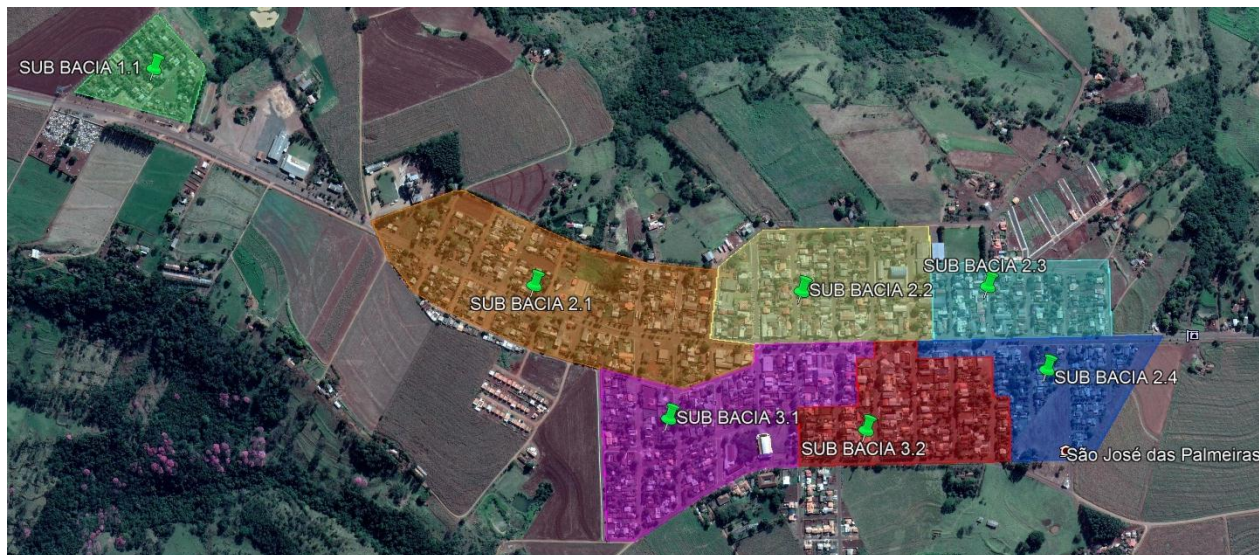 SUB BACIA 1.1
SUB BACIA 2.1
SUB BACIA 2.2
SUB BACIA 2.3
SUB BACIA 2.4
SUB BACIA 3.1
SUB BACIA 3.2
São José das Palmeiras